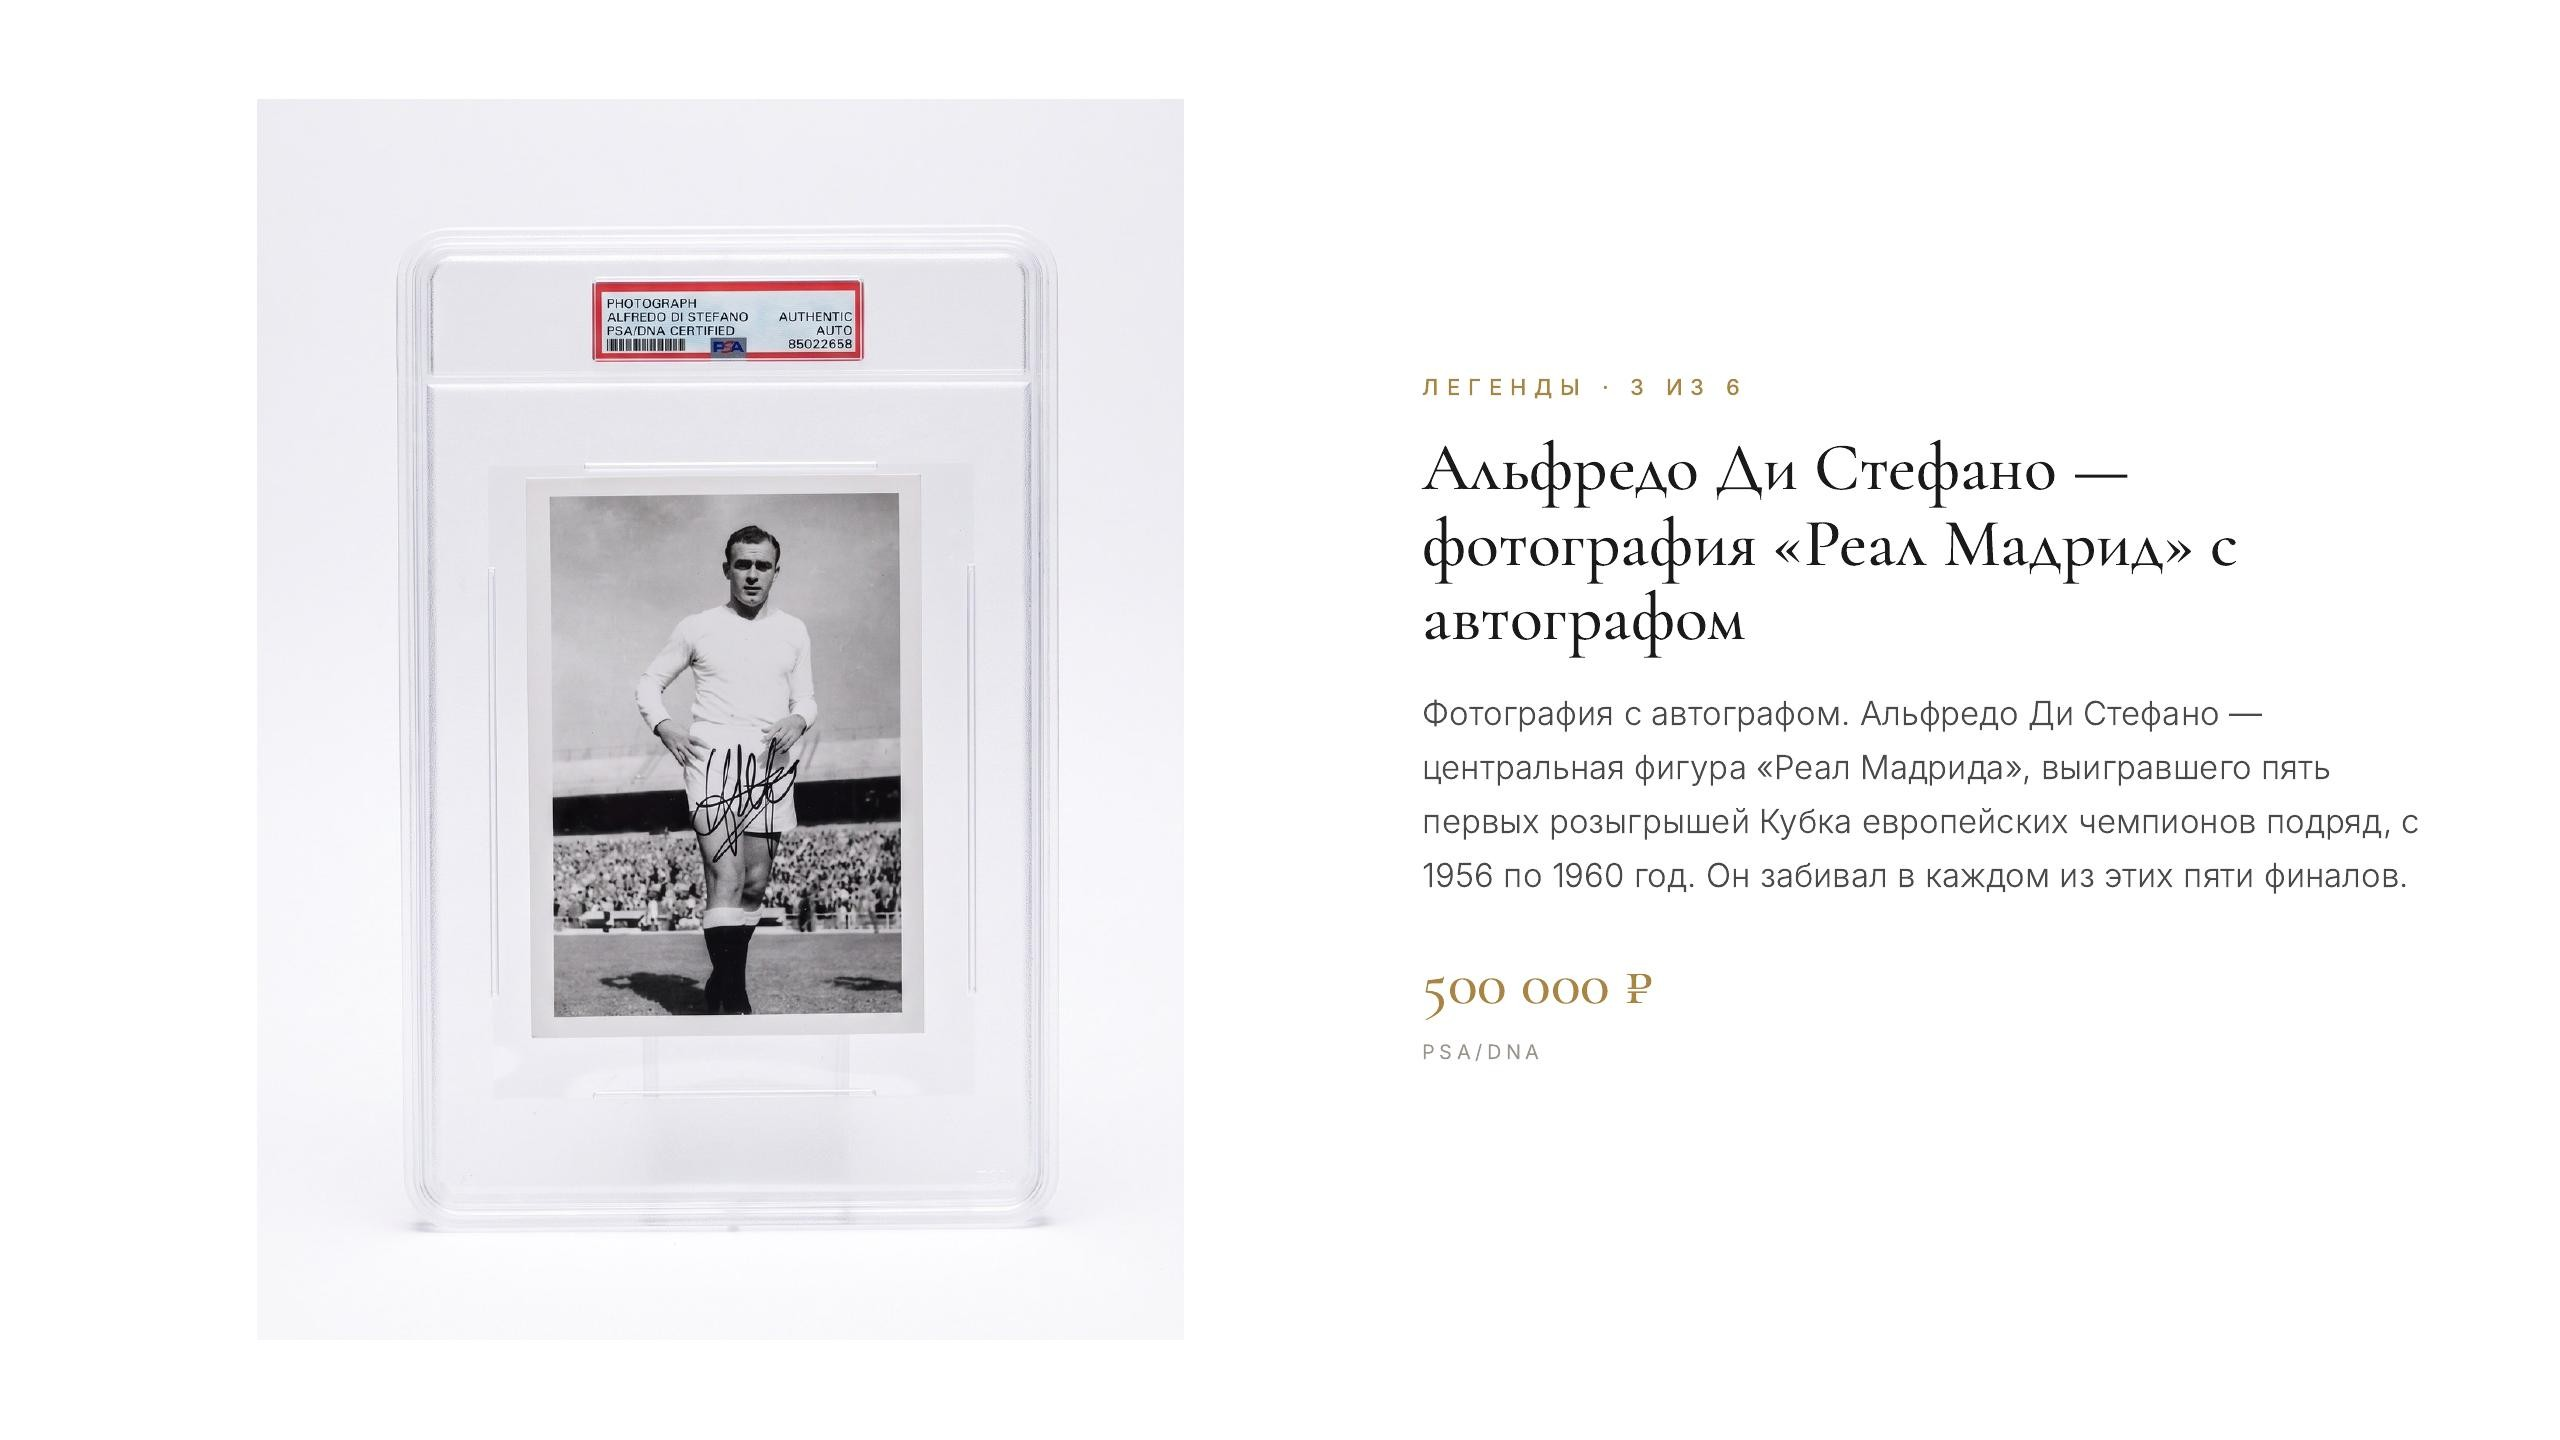 PHOTOGRAPH
ALFREDO DI STEFANO AUTHENTIC
PSA/DNA CERTIFIED AUTO
PSA 85022658
ЛЕГЕНДЫ · 3 ИЗ 6
Альфредо Ди Стефано —
фотография «Реал Мадрид» с
автографом
Фотография с автографом. Альфредо Ди Стефано —
центральная фигура «Реал Мадрида», выигравшего пять
первых розыгрышей Кубка европейских чемпионов подряд, с
1956 по 1960 год. Он забивал в каждом из этих пяти финалов.
500 000 ₽
PSA/DNA